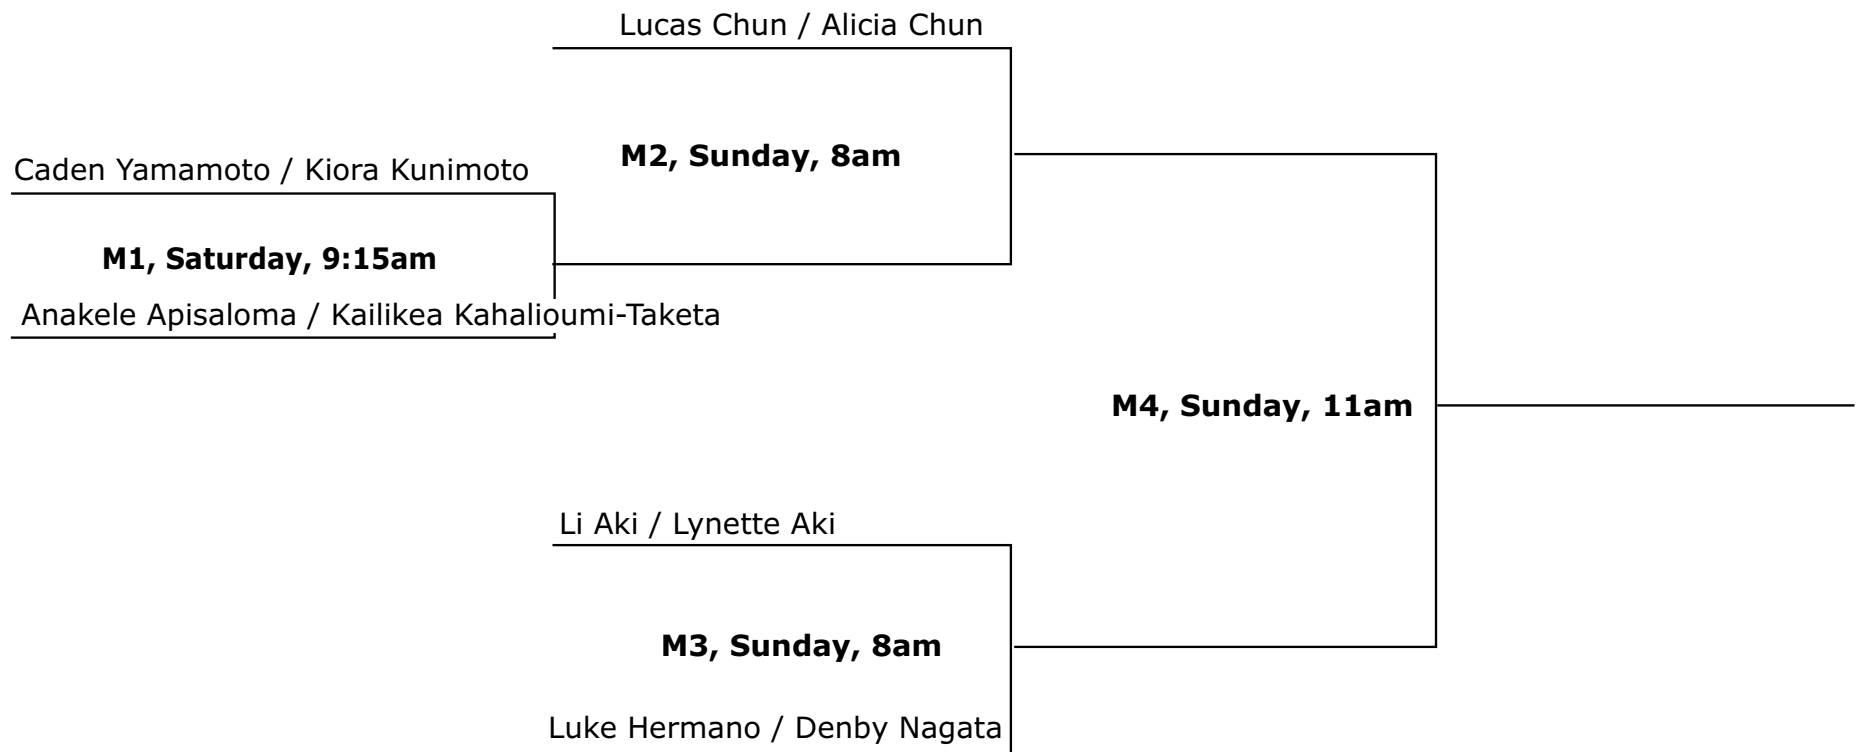 Lucas Chun / Alicia Chun
M2, Sunday, 8am
Caden Yamamoto / Kiora Kunimoto
M1, Saturday, 9:15am
Anakele Apisaloma / Kailikea Kahalioumi-Taketa
M4, Sunday, 11am
Li Aki / Lynette Aki
M3, Sunday, 8am
Luke Hermano / Denby Nagata